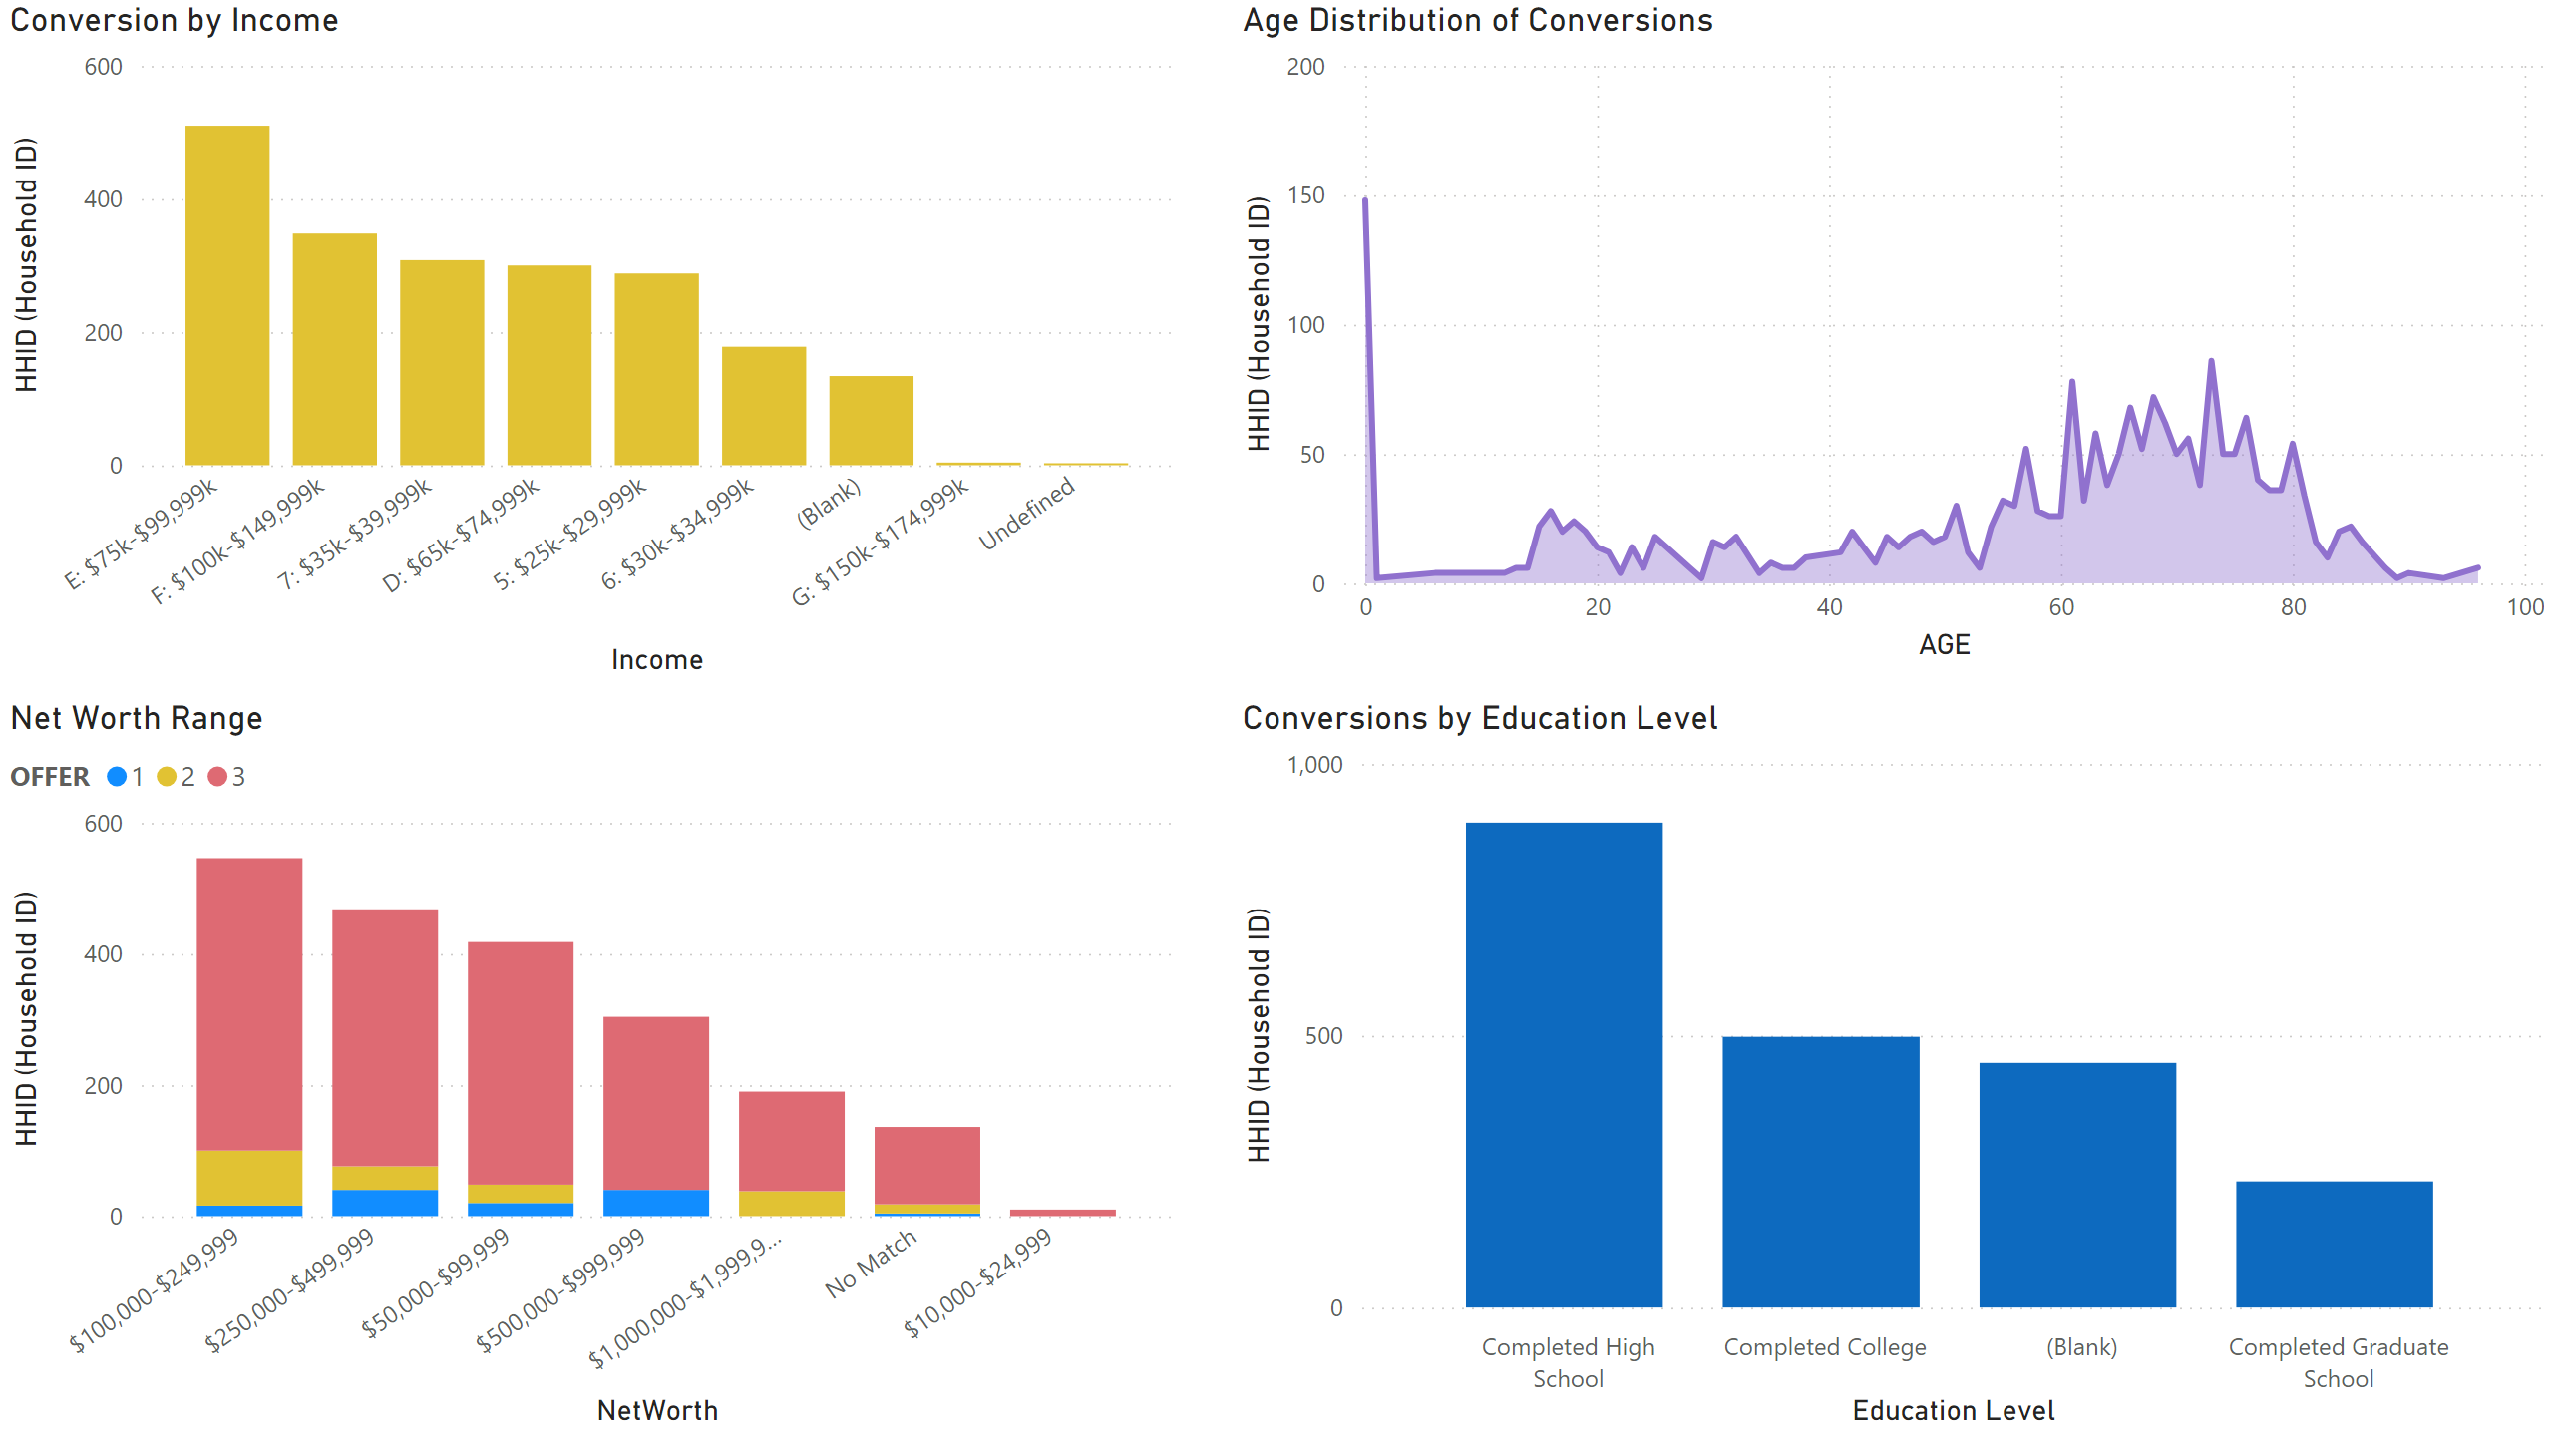 Conversion by Income
600
400
200
0
HHID (Household ID)
E: $75k-$99,999k
F: $100k-$149,999k
7: $35k-$39,999k
D: $65k-$74,999k
5: $25k-$29,999k
6: $30k-$34,999k
(Blank)
G: $150k-$174,999k
Undefined
Income
Age Distribution of Conversions
200
150
100
50
0
HHID (Household ID)
0
20
40
60
80
100
AGE
Net Worth Range
OFFER 1 2 3
600
400
200
0
HHID (Household ID)
$100,000-$249,999
$250,000-$499,999
$50,000-$99,999
$500,000-$999,999
$1,000,000-$1,999,9...
No Match
$10,000-$24,999
NetWorth
Conversions by Education Level
1,000
500
0
HHID (Household ID)
Completed High
School
Completed College
(Blank)
Completed Graduate
School
Education Level